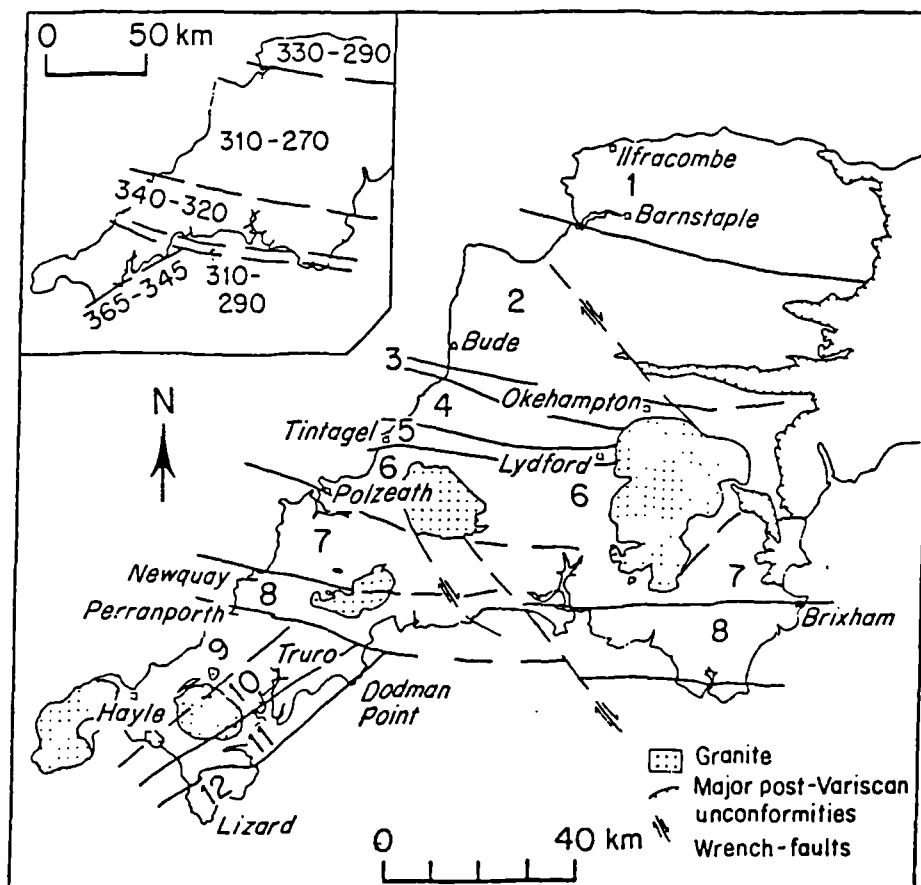 0 50 km
330-290
310-270
340-320
310-
290
365-345
Ilfracombe
1
Barnstaple
2
Bude
3
4
Okehampton
Tintagel
5
Lydford
6
6
Polzeath
7
7
Newquay
8
Perranporth
Brixham
8
9
Truro
10
Dodman
Point
Hayle
11
12
Lizard
N
Granite
Major post-Variscan
unconformities
Wrench-faults
0 40 km